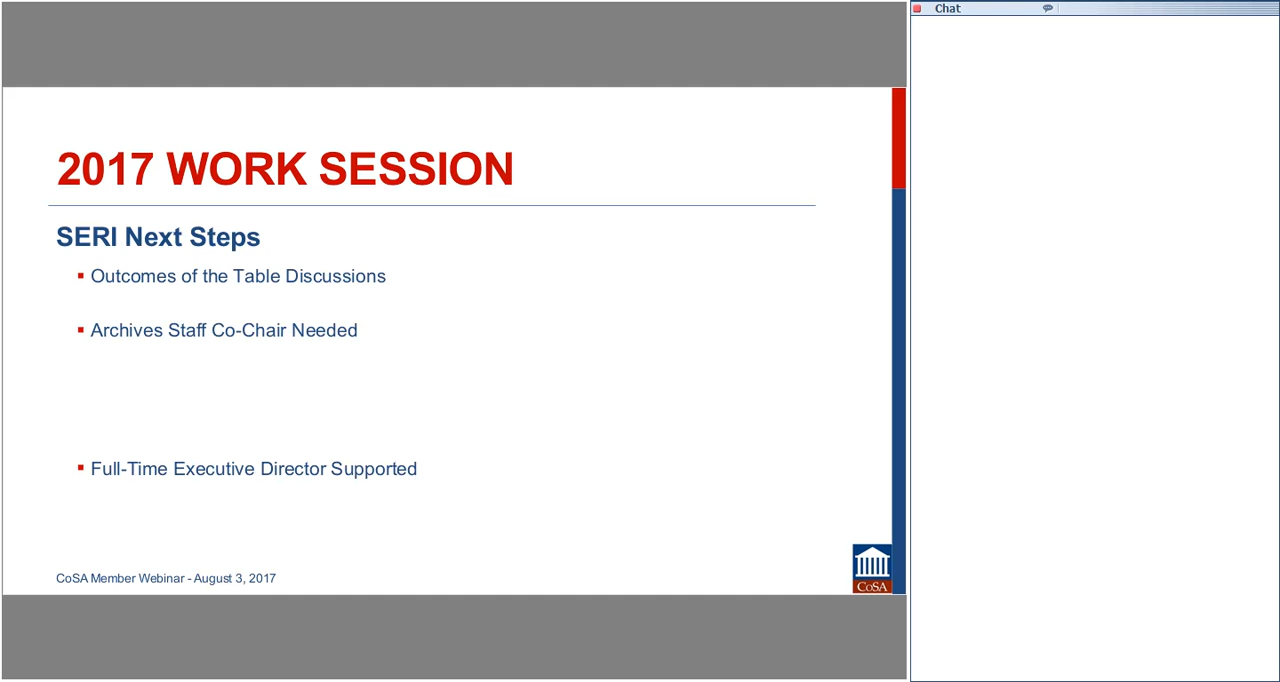 Chat
2017 WORK SESSION
SERI Next Steps
Outcomes of the Table Discussions
Archives Staff Co-Chair Needed
Full-Time Executive Director Supported
CoSA Member Webinar - August 3, 2017
CoSA